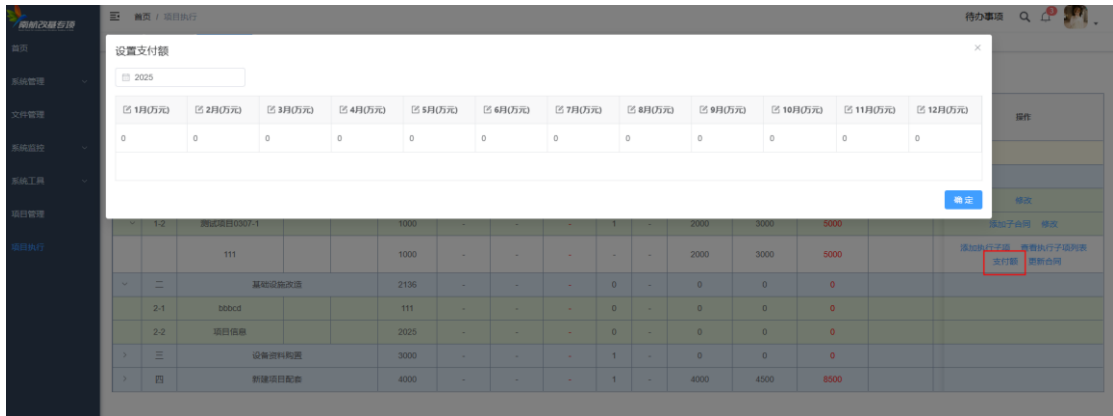 南航改基专项
首页 / 项目执行
待办事项
首页
系统管理
文件管理
系统监控
系统工具
项目管理
项目执行
设置支付额
2025
1月(万元) 2月(万元) 3月(万元) 4月(万元) 5月(万元) 6月(万元) 7月(万元) 8月(万元) 9月(万元) 10月(万元) 11月(万元) 12月(万元)
0 0 0 0 0 0 0 0 0 0 0 0
确定
操作
修改
1-2 测试项目0307-1 1000 - - - 1 - 2000 3000 5000 添加子合同 修改
111 1000 - - - - - 2000 3000 5000 添加执行子项 查看执行子项列表
支付额 更新合同
二 基础设施改造 2136 - - - 0 - 0 0 0
2-1 bbbcd 111 - - - 0 - 0 0 0
2-2 项目信息 2025 - - - 0 - 0 0 0
三 设备资料购置 3000 - - - 1 - 0 0 0
四 新建项目配套 4000 - - - 1 - 4000 4500 8500